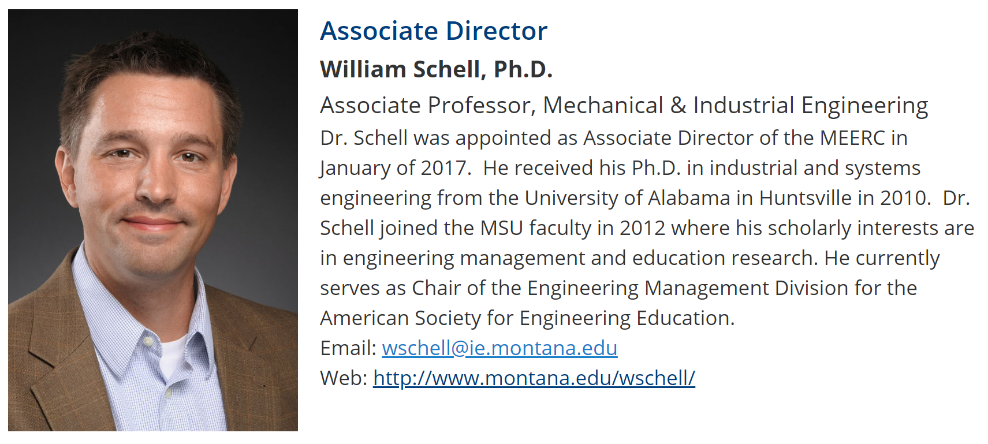 Associate Director
William Schell, Ph.D.
Associate Professor, Mechanical & Industrial Engineering
Dr. Schell was appointed as Associate Director of the MEERC in
January of 2017.  He received his Ph.D. in industrial and systems
engineering from the University of Alabama in Huntsville in 2010.  Dr.
Schell joined the MSU faculty in 2012 where his scholarly interests are
in engineering management and education research. He currently
serves as Chair of the Engineering Management Division for the
American Society for Engineering Education.
Email: wschell@ie.montana.edu
Web: http://www.montana.edu/wschell/